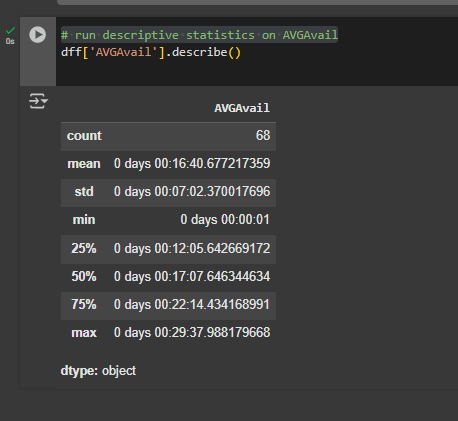 0s
# run descriptive statistics on AVGAvail
dff['AVGAvail'].describe()
AVGAvail
count 68
mean 0 days 00:16:40.677217359
std 0 days 00:07:02.370017696
min 0 days 00:00:01
25% 0 days 00:12:05.642669172
50% 0 days 00:17:07.646344634
75% 0 days 00:22:14.434168991
max 0 days 00:29:37.988179668
dtype: object